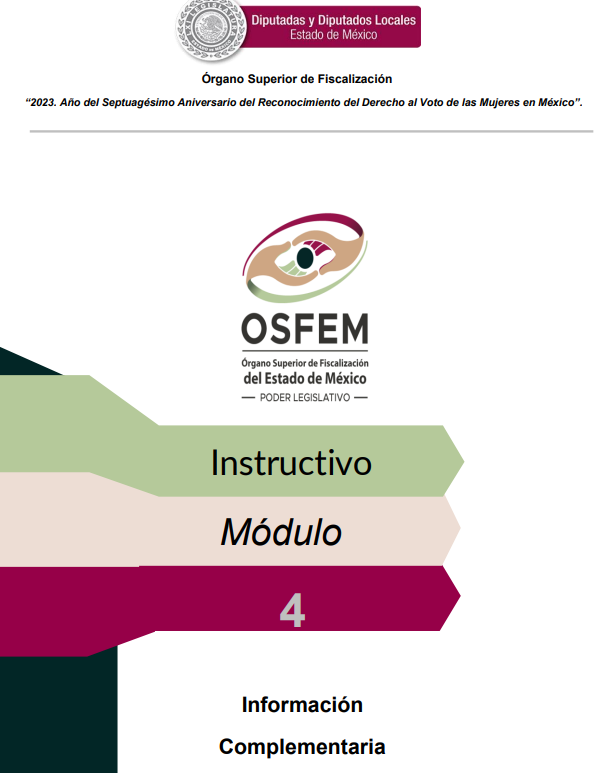 Diputadas y Diputados Locales
Estado de México
Órgano Superior de Fiscalización
“2023. Año del Septuagésimo Aniversario del Reconocimiento del Derecho al Voto de las Mujeres en México”.
OSFEM
Órgano Superior de Fiscalización
del Estado de México
PODER LEGISLATIVO
Instructivo
Módulo
4
Información
Complementaria